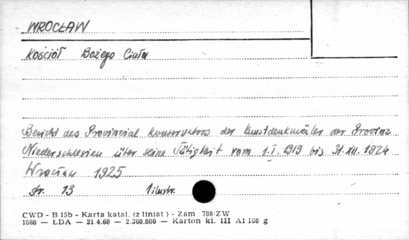 WROCŁAW
Kościół Bożego Ciała
Bericht des Provinzial Konservators der Kunstdenkmäler der Provinz
Niederschlesien über seine Tätigkeit vom 1.I.1919 bis 31.XII.1924
Wrocław 1925
str. 13 1 ilustr.
CWD - B 15b - Karta katal. (z liniat) - Zam 788 ZW
1060 — LDA — 21.4.60 — 2.360.000 — Karton kl. III A1 160 g